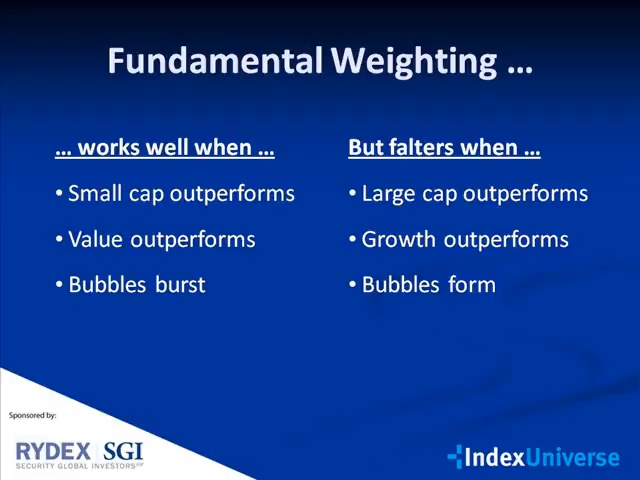 Fundamental Weighting …
… works well when …
• Small cap outperforms
• Value outperforms
• Bubbles burst
But falters when …
• Large cap outperforms
• Growth outperforms
• Bubbles form
Sponsored by:
RYDEX | SGI
SECURITY GLOBAL INVESTORS℠
IndexUniverse